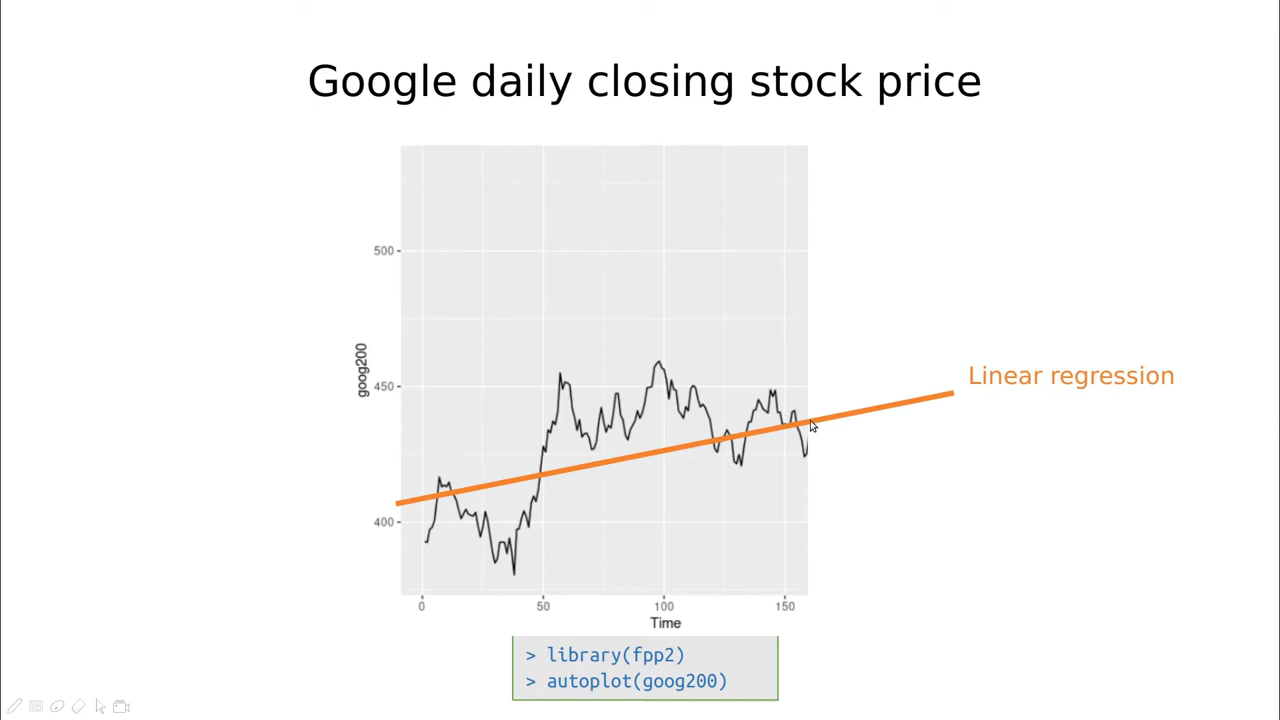 Google daily closing stock price
500
450
400
goog200
0 50 100 150
Time
Linear regression
> library(fpp2)
> autoplot(goog200)